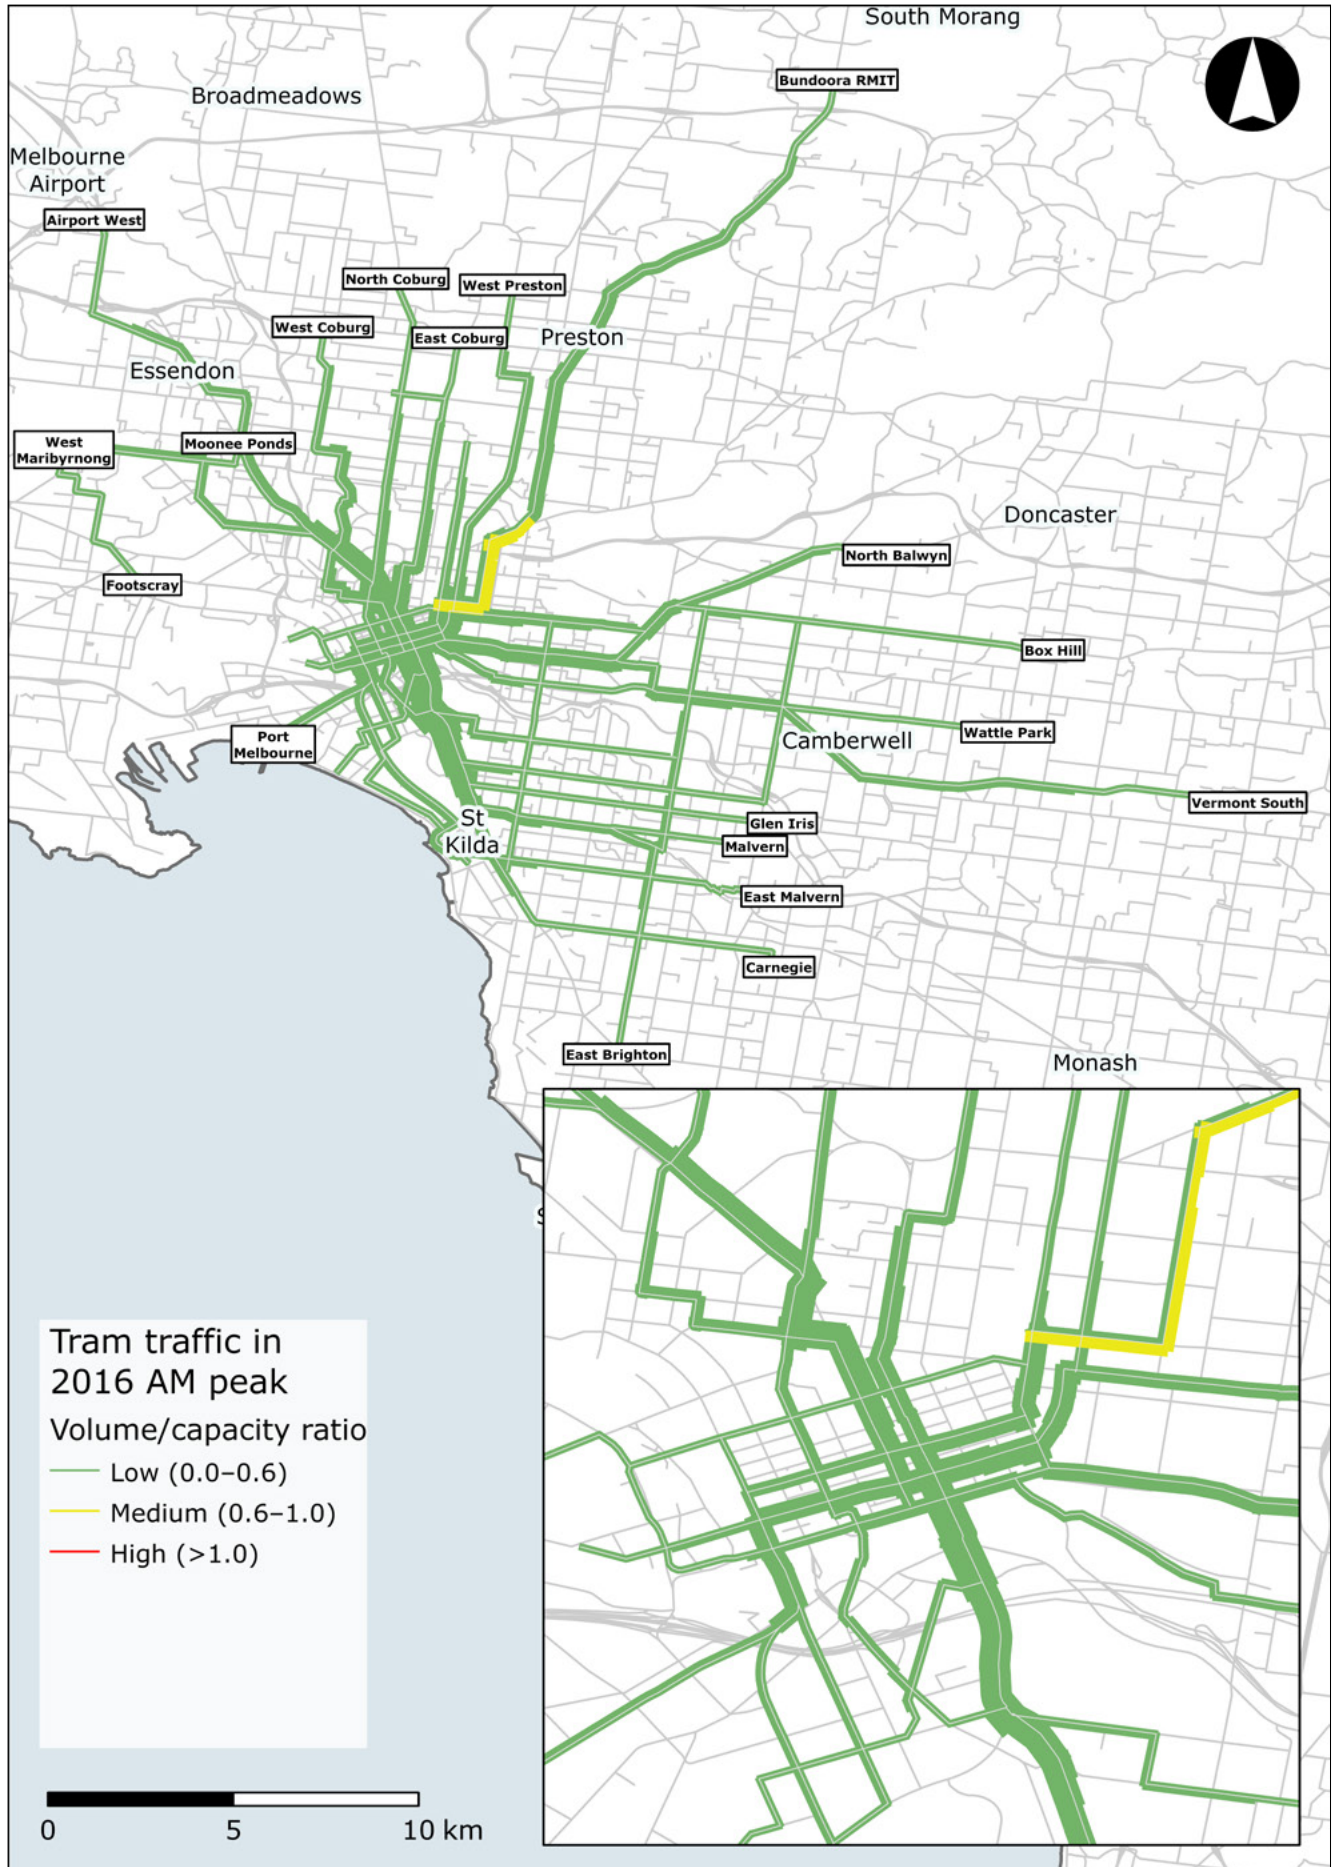 South Morang
Bundoora RMIT
Broadmeadows
Melbourne
Airport
Airport West
North Coburg
West Preston
West Coburg
East Coburg
Preston
Essendon
West
Maribyrnong
Moonee Ponds
Doncaster
North Balwyn
Footscray
Box Hill
Port
Melbourne
Wattle Park
Camberwell
Vermont South
St
Kilda
Glen Iris
Malvern
East Malvern
Carnegie
East Brighton
Monash
Tram traffic in
2016 AM peak
Volume/capacity ratio
Low (0.0–0.6)
Medium (0.6–1.0)
High (>1.0)
0 5 10 km